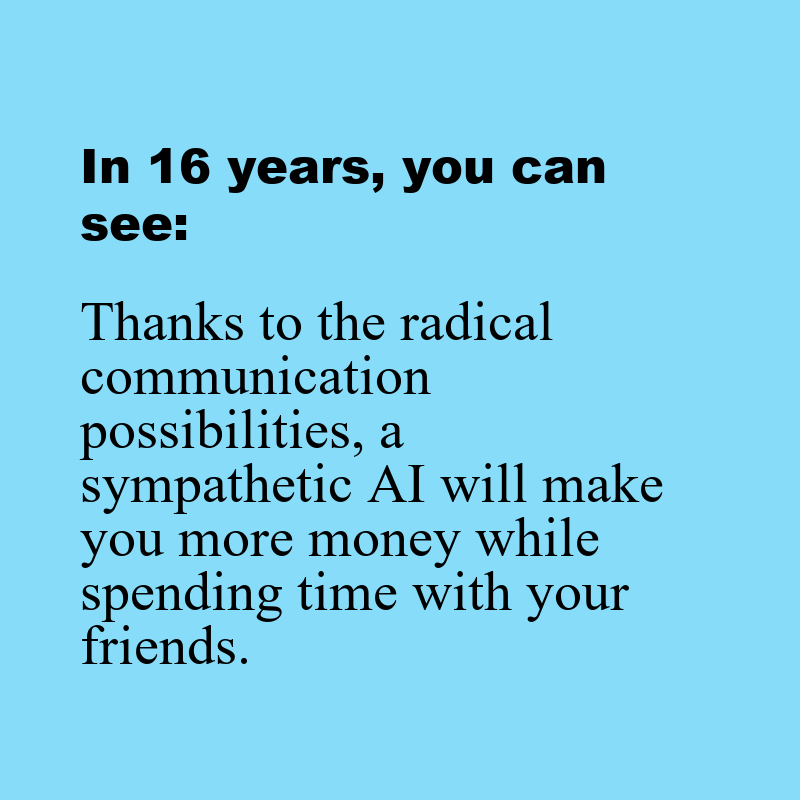 In 16 years, you can
see:
Thanks to the radical
communication
possibilities, a
sympathetic AI will make
you more money while
spending time with your
friends.